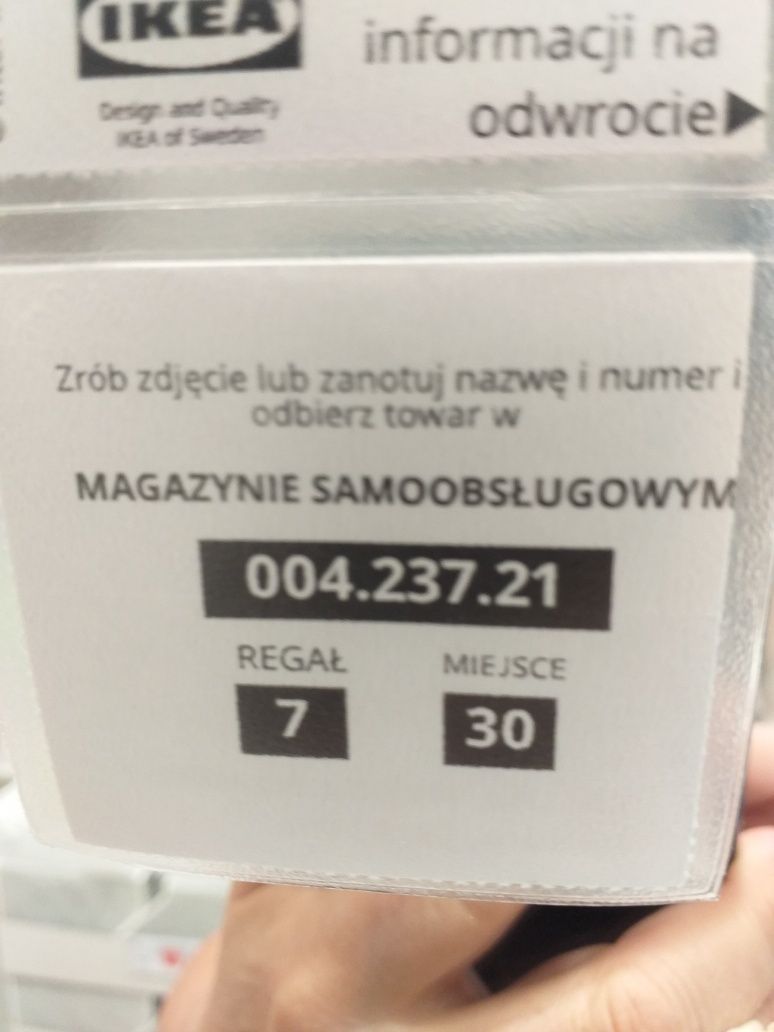 IKEA
informacji na
odwrocie
Design and Quality
IKEA of Sweden
Zrób zdjęcie lub zanotuj nazwę i numer i
odbierz towar w
MAGAZYNIE SAMOOBSŁUGOWYM
004.237.21
REGAŁ MIEJSCE
7 30